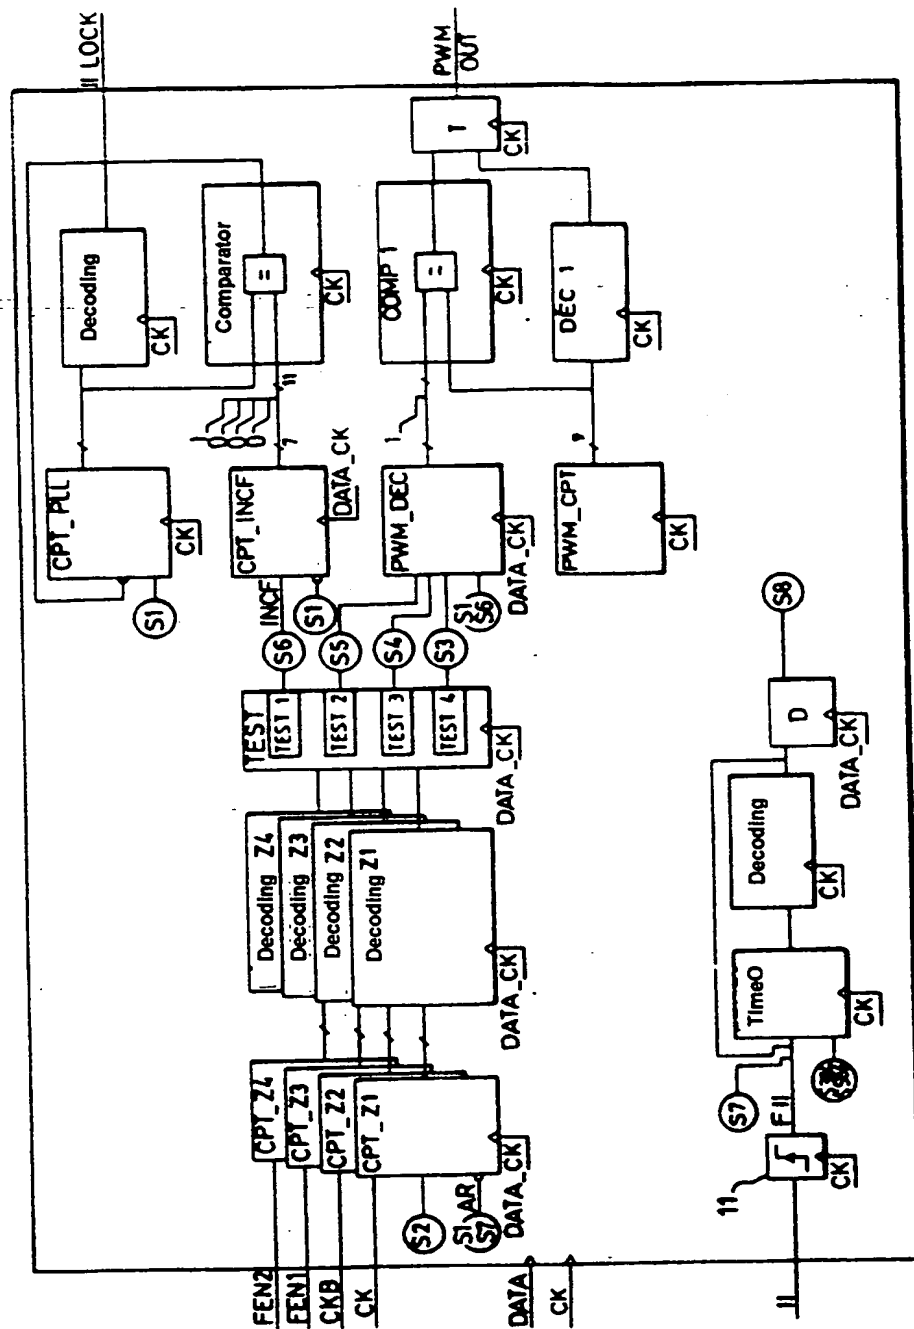 FEN2
FEN1
CKB
CK
DATA
CK
II
CPT_Z4
CPT_Z3
CPT_Z2
CPT_Z1
S2
S1
S7
AR
DATA_CK
Decoding Z4
Decoding Z3
Decoding Z2
Decoding Z1
DATA_CK
TEST
TEST 1
TEST 2
TEST 3
TEST 4
DATA_CK
S6
S5
S4
S3
INCF
S1
S1
S1
S6
CPT_PLL
CK
CPT_INCF
DATA_CK
PWM_DEC
DATA_CK
PWM_CPT
CK
1000
7
11
1
9
Decoding
CK
Comparator
=
CK
COMP 1
=
CK
DEC 1
CK
T
CK
II LOCK
PWM
OUT
11
CK
F II
S7
TimeO
CK
Decoding
CK
D
DATA_CK
S8